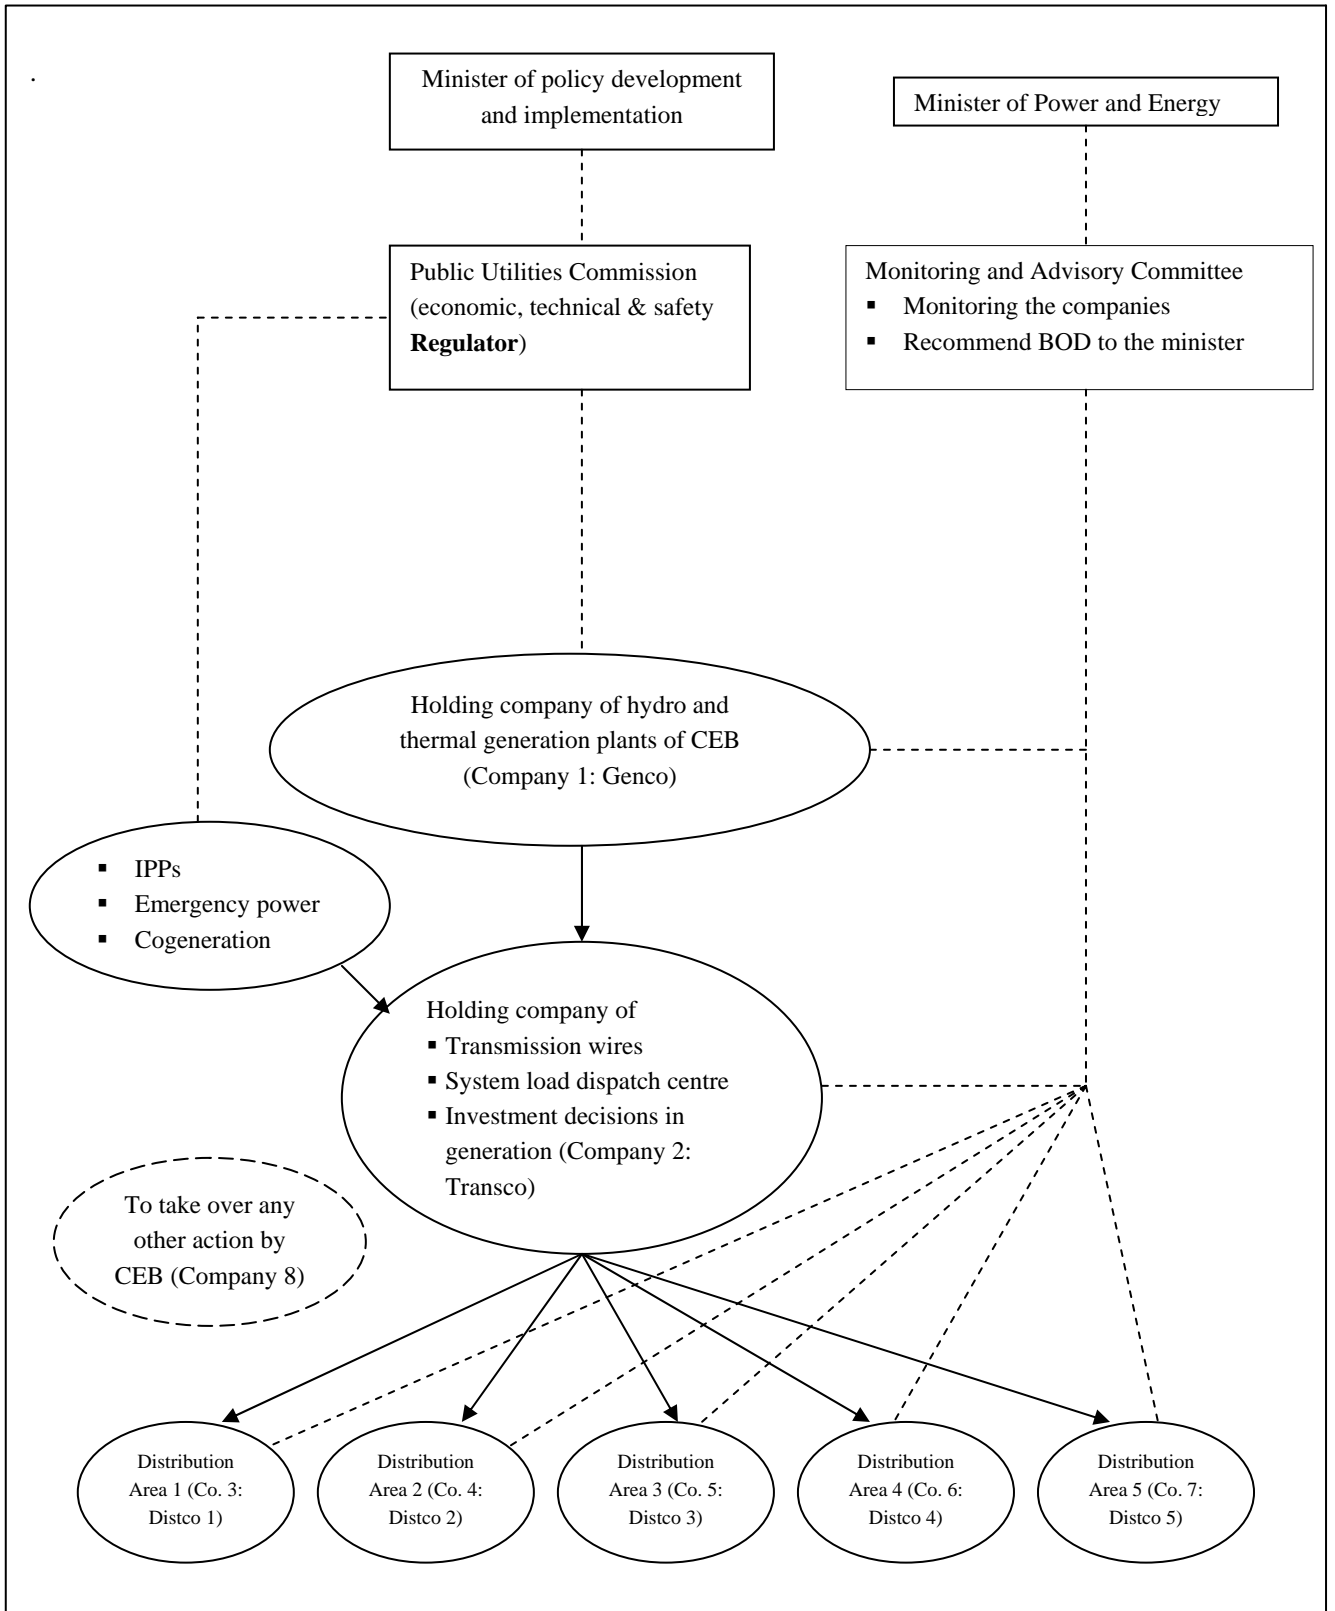 .
Minister of policy development
and implementation
Minister of Power and Energy
Public Utilities Commission
(economic, technical & safety
Regulator)
Monitoring and Advisory Committee
▪ Monitoring the companies
▪ Recommend BOD to the minister
Holding company of hydro and
thermal generation plants of CEB
(Company 1: Genco)
▪ IPPs
▪ Emergency power
▪ Cogeneration
Holding company of
▪ Transmission wires
▪ System load dispatch centre
▪ Investment decisions in
generation (Company 2:
Transco)
To take over any
other action by
CEB (Company 8)
Distribution
Area 1 (Co. 3:
Distco 1)
Distribution
Area 2 (Co. 4:
Distco 2)
Distribution
Area 3 (Co. 5:
Distco 3)
Distribution
Area 4 (Co. 6:
Distco 4)
Distribution
Area 5 (Co. 7:
Distco 5)